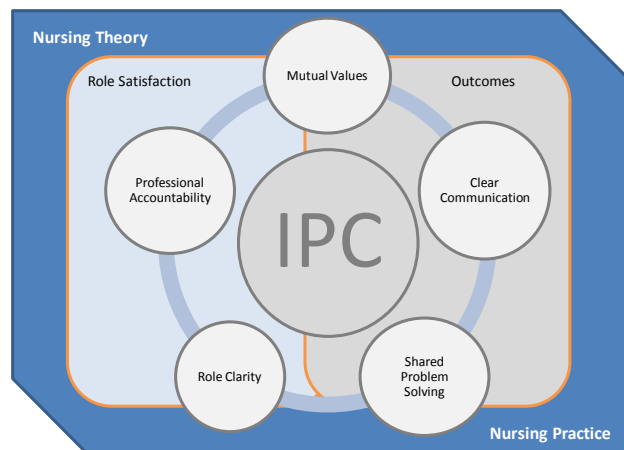 Nursing Theory
Role Satisfaction
Mutual Values
Outcomes
Professional
Accountability
Clear
Communication
IPC
Role Clarity
Shared
Problem
Solving
Nursing Practice